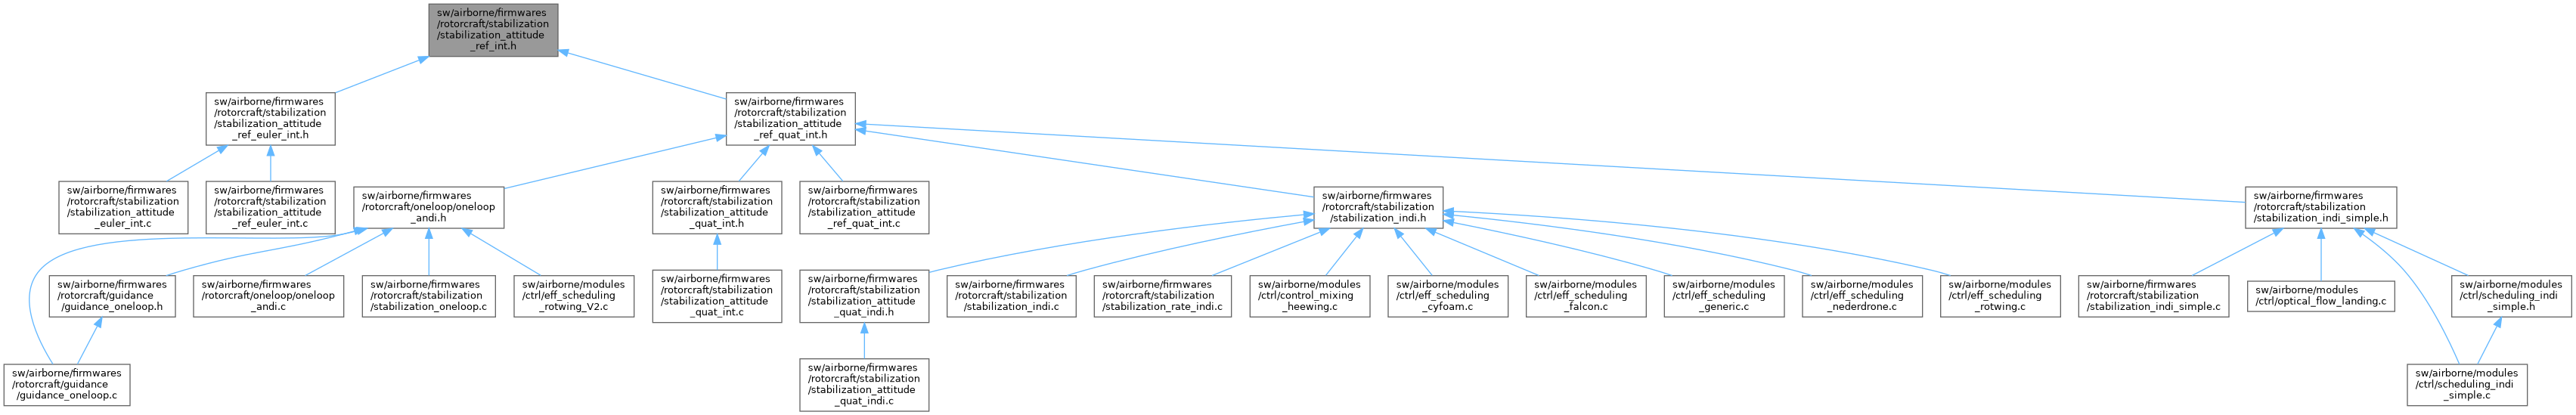 sw/airborne/firmwares
/rotorcraft/stabilization
/stabilization_attitude
_ref_int.h
sw/airborne/firmwares
/rotorcraft/stabilization
/stabilization_attitude
_ref_euler_int.h
sw/airborne/firmwares
/rotorcraft/stabilization
/stabilization_attitude
_ref_quat_int.h
sw/airborne/firmwares
/rotorcraft/stabilization
/stabilization_attitude
_euler_int.c
sw/airborne/firmwares
/rotorcraft/stabilization
/stabilization_attitude
_ref_euler_int.c
sw/airborne/firmwares
/rotorcraft/oneloop/oneloop
_andi.h
sw/airborne/firmwares
/rotorcraft/stabilization
/stabilization_attitude
_quat_int.h
sw/airborne/firmwares
/rotorcraft/stabilization
/stabilization_attitude
_ref_quat_int.c
sw/airborne/firmwares
/rotorcraft/stabilization
/stabilization_indi.h
sw/airborne/firmwares
/rotorcraft/stabilization
/stabilization_indi_simple.h
sw/airborne/firmwares
/rotorcraft/guidance
/guidance_oneloop.h
sw/airborne/firmwares
/rotorcraft/oneloop/oneloop
_andi.c
sw/airborne/firmwares
/rotorcraft/stabilization
/stabilization_oneloop.c
sw/airborne/modules
/ctrl/eff_scheduling
_rotwing_V2.c
sw/airborne/firmwares
/rotorcraft/stabilization
/stabilization_attitude
_quat_int.c
sw/airborne/firmwares
/rotorcraft/stabilization
/stabilization_attitude
_quat_indi.h
sw/airborne/firmwares
/rotorcraft/stabilization
/stabilization_indi.c
sw/airborne/firmwares
/rotorcraft/stabilization
/stabilization_rate_indi.c
sw/airborne/modules
/ctrl/control_mixing
_heewing.c
sw/airborne/modules
/ctrl/eff_scheduling
_cyfoam.c
sw/airborne/modules
/ctrl/eff_scheduling
_falcon.c
sw/airborne/modules
/ctrl/eff_scheduling
_generic.c
sw/airborne/modules
/ctrl/eff_scheduling
_nederdrone.c
sw/airborne/modules
/ctrl/eff_scheduling
_rotwing.c
sw/airborne/firmwares
/rotorcraft/stabilization
/stabilization_indi_simple.c
sw/airborne/modules
/ctrl/optical_flow_landing.c
sw/airborne/modules
/ctrl/scheduling_indi
_simple.h
sw/airborne/firmwares
/rotorcraft/guidance
/guidance_oneloop.c
sw/airborne/firmwares
/rotorcraft/stabilization
/stabilization_attitude
_quat_indi.c
sw/airborne/modules
/ctrl/scheduling_indi
_simple.c